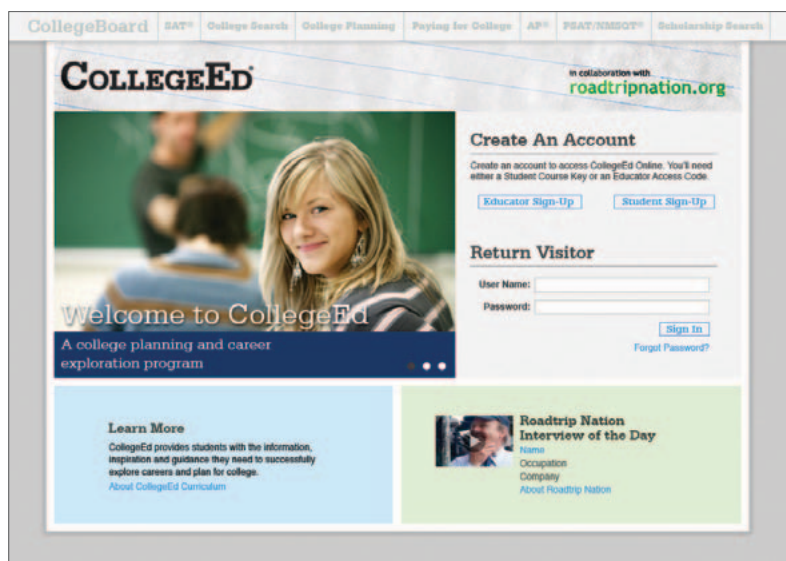 CollegeBoard SAT® College Search College Planning Paying for College AP® PSAT/NMSQT® Scholarship Search
COLLEGEED®
in collaboration with
roadtripnation.org
Welcome to CollegeEd
A college planning and career
exploration program
Create An Account
Create an account to access CollegeEd Online. You'll need
either a Student Course Key or an Educator Access Code.
Educator Sign-Up Student Sign-Up
Return Visitor
User Name:
Password:
Sign In
Forgot Password?
Learn More
CollegeEd provides students with the information,
inspiration and guidance they need to successfully
explore careers and plan for college.
About CollegeEd Curriculum
Roadtrip Nation
Interview of the Day
Name
Occupation
Company
About Roadtrip Nation